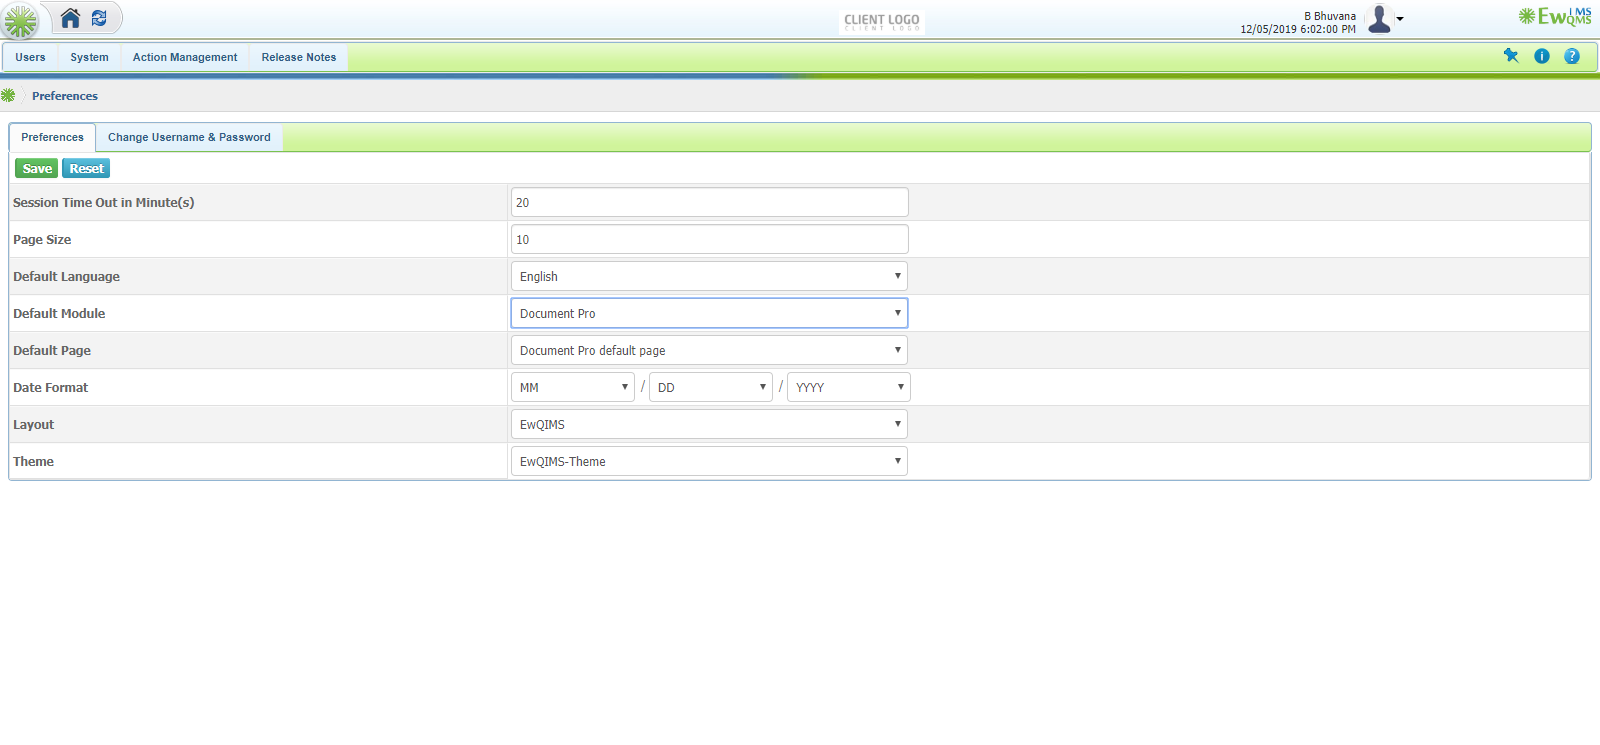 CLIENT LOGO
CLIENT LOGO
B Bhuvana
12/05/2019 6:02:00 PM
EwQIMS
QMS
Users System Action Management Release Notes
Preferences
Preferences Change Username & Password
Save Reset
Session Time Out in Minute(s) 20
Page Size 10
Default Language English
Default Module Document Pro
Default Page Document Pro default page
Date Format MM / DD / YYYY
Layout EwQIMS
Theme EwQIMS-Theme